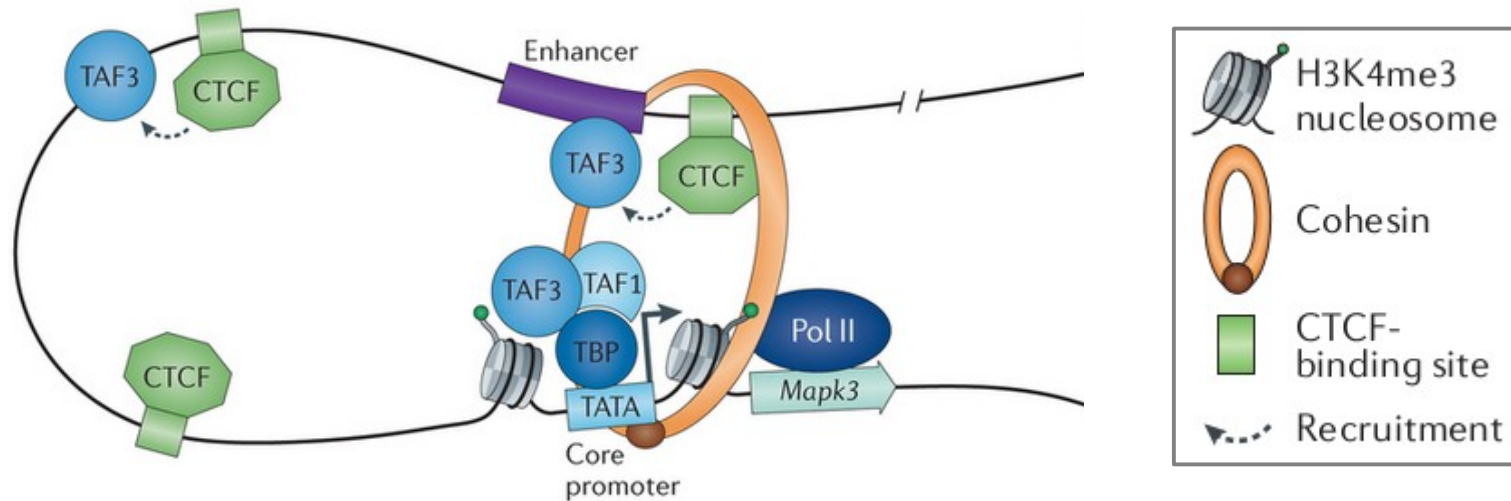 Enhancer
TAF3
CTCF
TAF3
CTCF
TAF3
TAF1
TBP
Pol II
CTCF
TATA
Mapk3
Core
promoter
H3K4me3
nucleosome
Cohesin
CTCF-
binding site
Recruitment